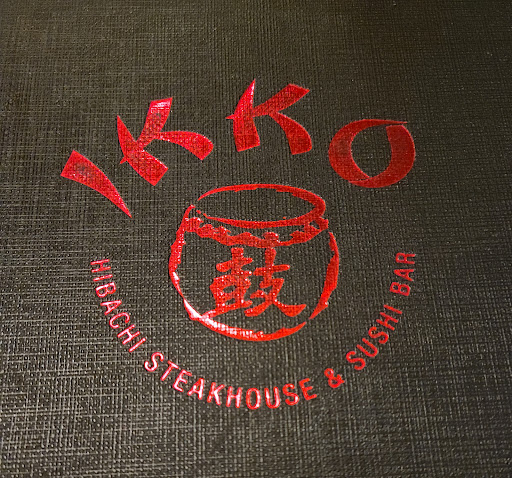 IKKO
鼓
HIBACHI STEAKHOUSE & SUSHI BAR